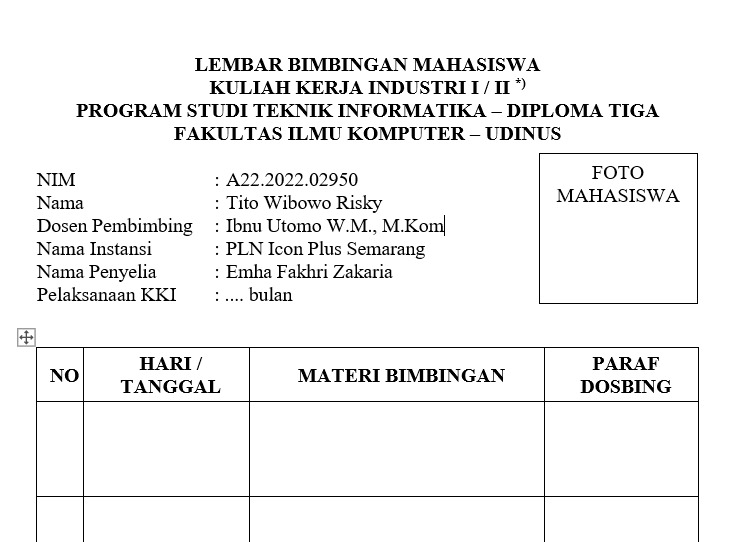 LEMBAR BIMBINGAN MAHASISWA
KULIAH KERJA INDUSTRI I / II *)
PROGRAM STUDI TEKNIK INFORMATIKA – DIPLOMA TIGA
FAKULTAS ILMU KOMPUTER – UDINUS
FOTO
MAHASISWA
NIM : A22.2022.02950
Nama : Tito Wibowo Risky
Dosen Pembimbing : Ibnu Utomo W.M., M.Kom
Nama Instansi : PLN Icon Plus Semarang
Nama Penyelia : Emha Fakhri Zakaria
Pelaksanaan KKI : .... bulan
NO
HARI /
TANGGAL
MATERI BIMBINGAN
PARAF
DOSBING